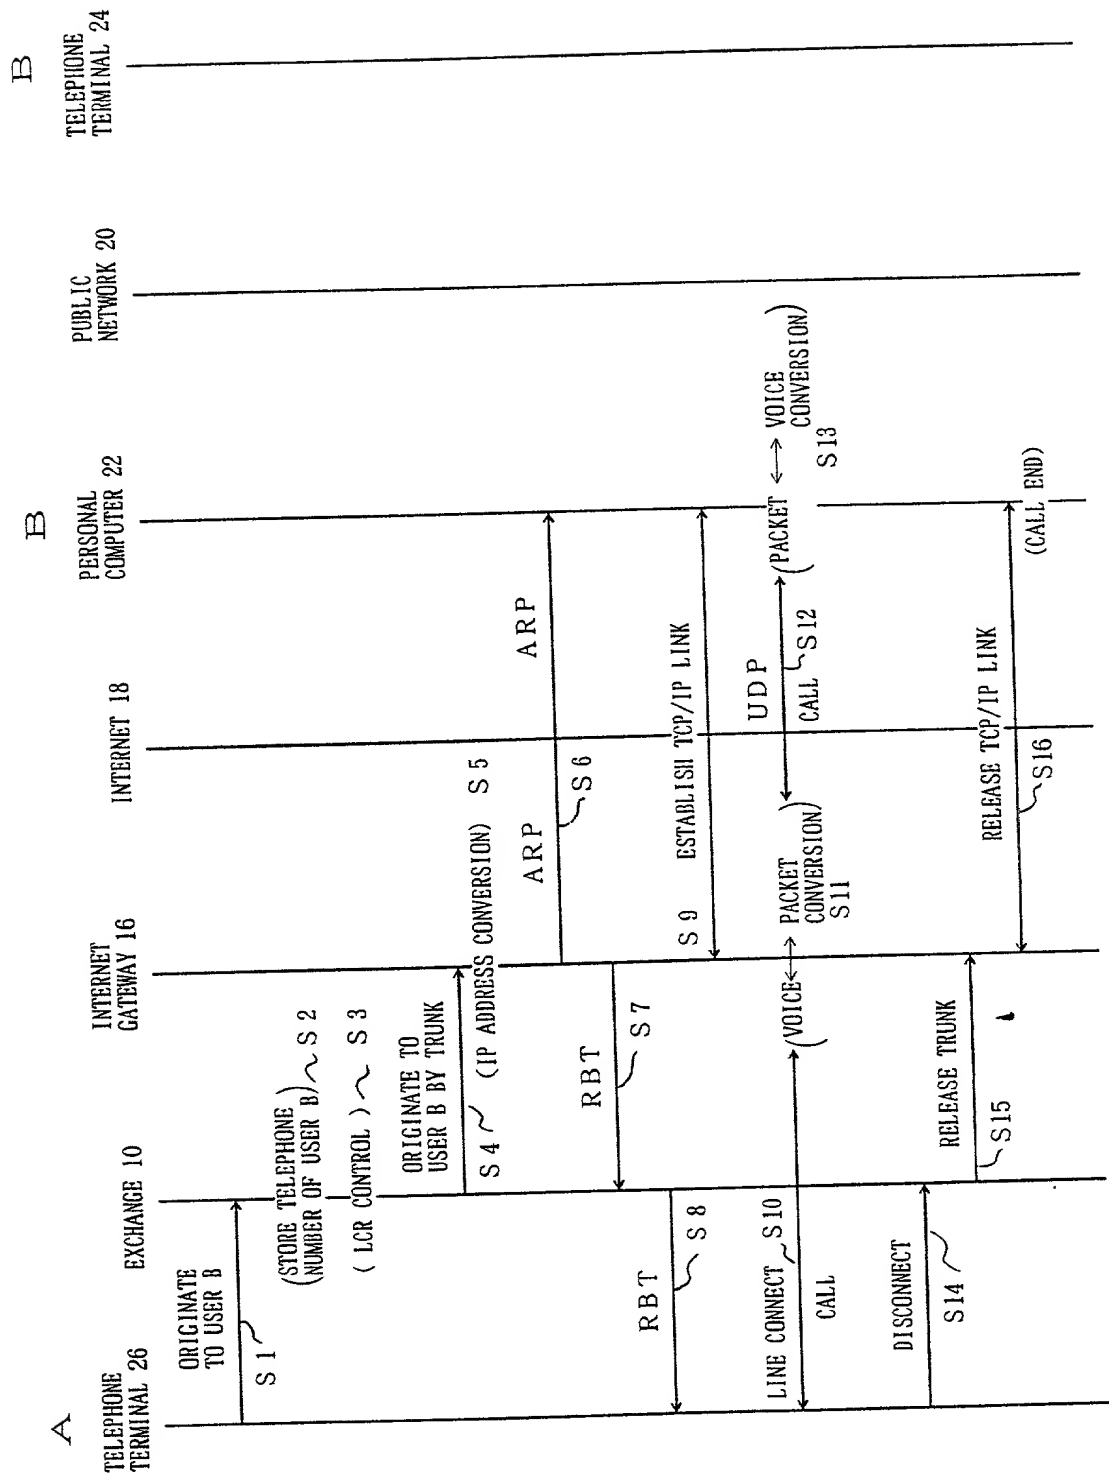 A
TELEPHONE
TERMINAL 26
EXCHANGE 10
INTERNET
GATEWAY 16
INTERNET 18
B
PERSONAL
COMPUTER 22
PUBLIC
NETWORK 20
B
TELEPHONE
TERMINAL 24
ORIGINATE
TO USER B
S1
(STORE TELEPHONE
NUMBER OF USER B) S2
(LCR CONTROL) S3
ORIGINATE TO
USER B BY TRUNK
S4
(IP ADDRESS CONVERSION) S5
ARP
ARP
S6
RBT
S7
RBT
S8
S9
ESTABLISH TCP/IP LINK
LINE CONNECT S10
CALL
(VOICE ↔ PACKET
CONVERSION)
S11
UDP
CALL S12
(PACKET ↔ VOICE
CONVERSION)
S13
DISCONNECT
S14
RELEASE TRUNK
S15
RELEASE TCP/IP LINK
S16
(CALL END)